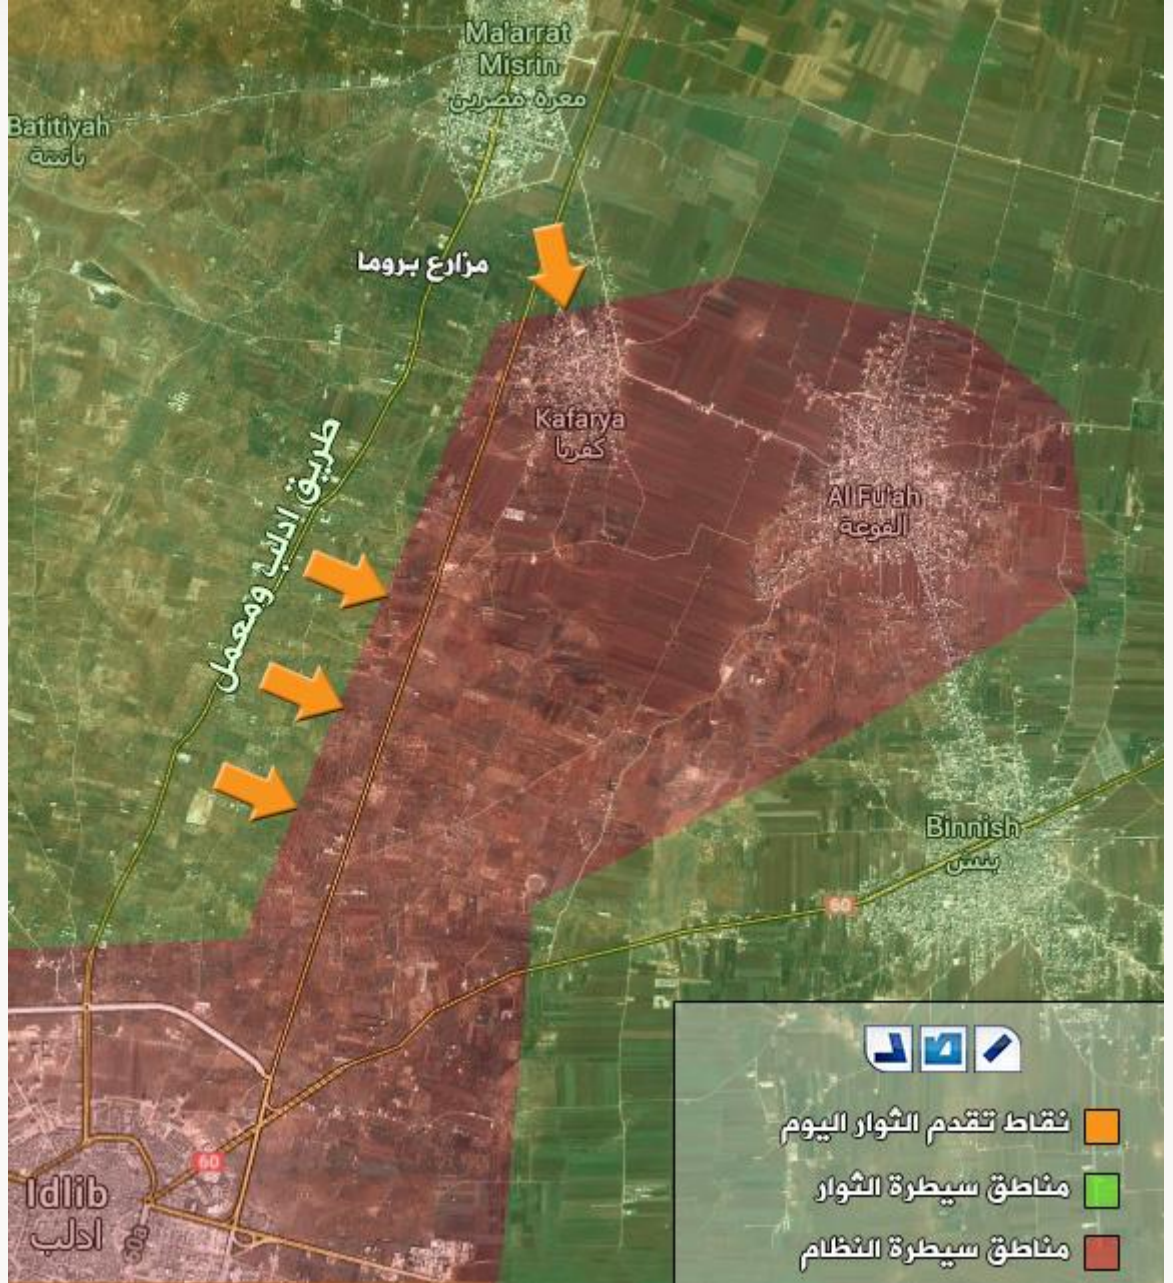 Ma'arrat
Misrin
معرة مصرين
Batitiyah
باتنتة
مزارع بروما
Kafarya
كفريا
طريق ادلب ومعمل
Al Fu'ah
الفوعة
Binnish
بنش
60
60
Idlib
ادلب
نقاط تقدم الثوار اليوم
مناطق سيطرة الثوار
مناطق سيطرة النظام